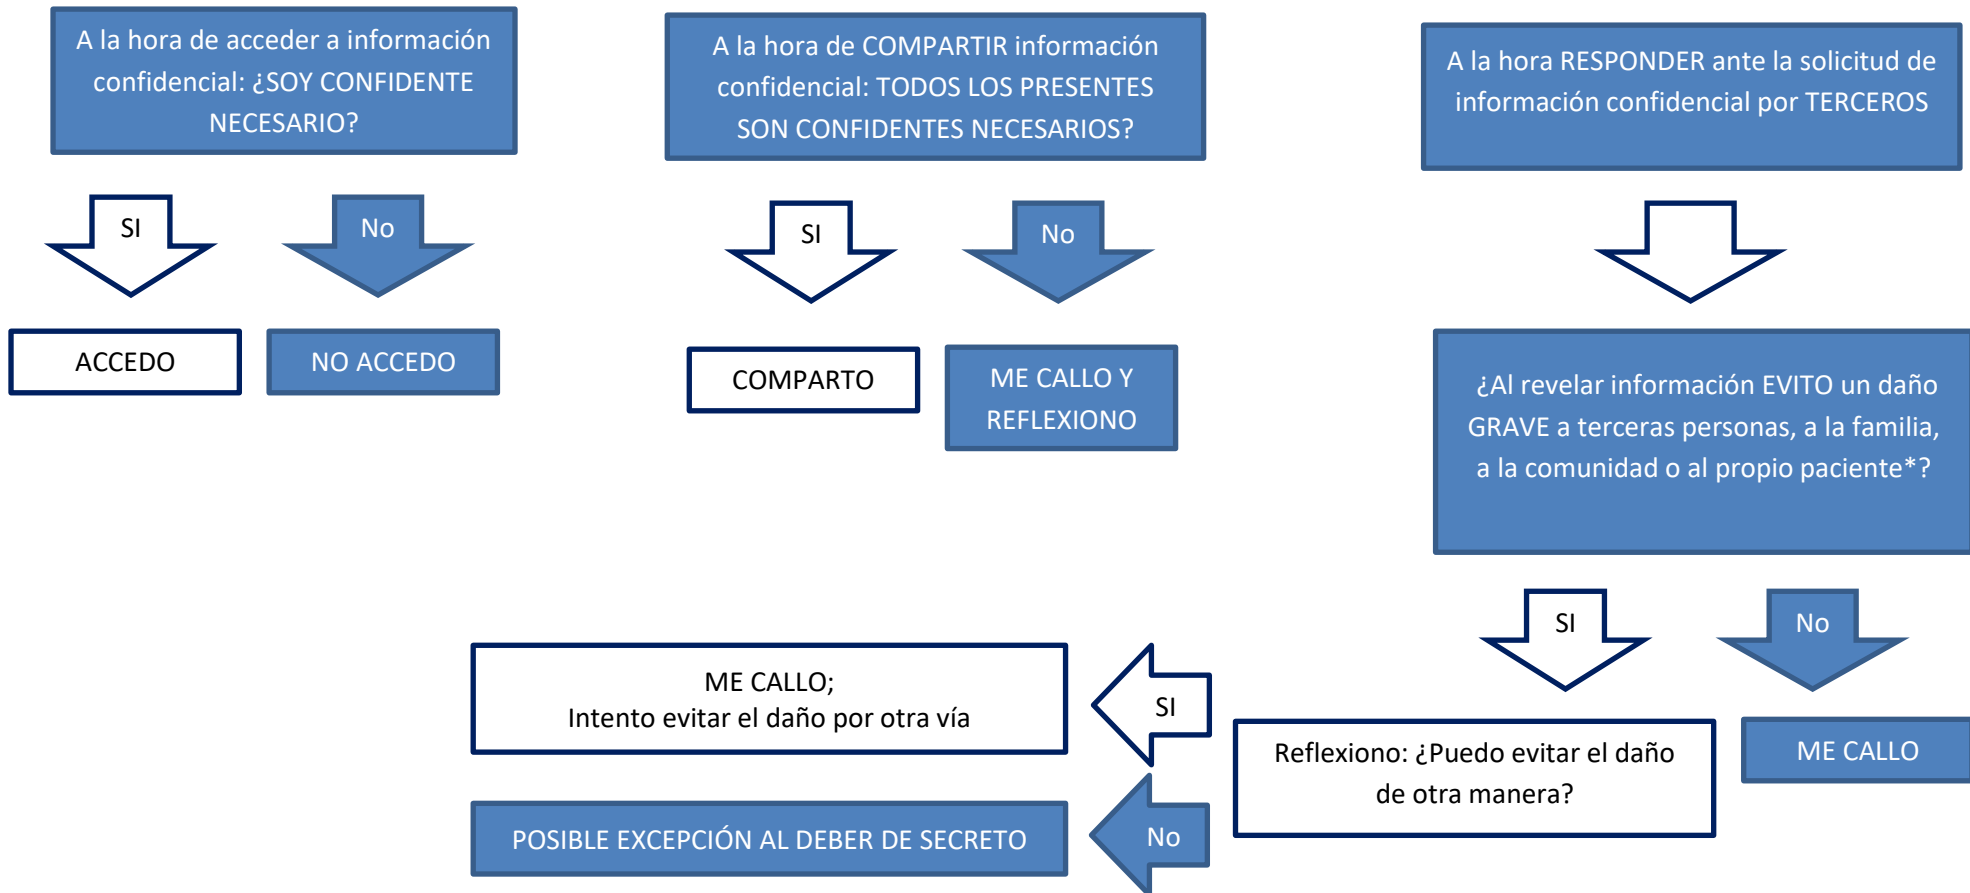 A la hora de acceder a información
confidencial: ¿SOY CONFIDENTE
NECESARIO?
SI
No
ACCEDO
NO ACCEDO
A la hora de COMPARTIR información
confidencial: TODOS LOS PRESENTES
SON CONFIDENTES NECESARIOS?
SI
No
COMPARTO
ME CALLO Y
REFLEXIONO
A la hora RESPONDER ante la solicitud de
información confidencial por TERCEROS
¿Al revelar información EVITO un daño
GRAVE a terceras personas, a la familia,
a la comunidad o al propio paciente*?
SI
No
ME CALLO
Reflexiono: ¿Puedo evitar el daño
de otra manera?
SI
ME CALLO;
Intento evitar el daño por otra vía
No
POSIBLE EXCEPCIÓN AL DEBER DE SECRETO